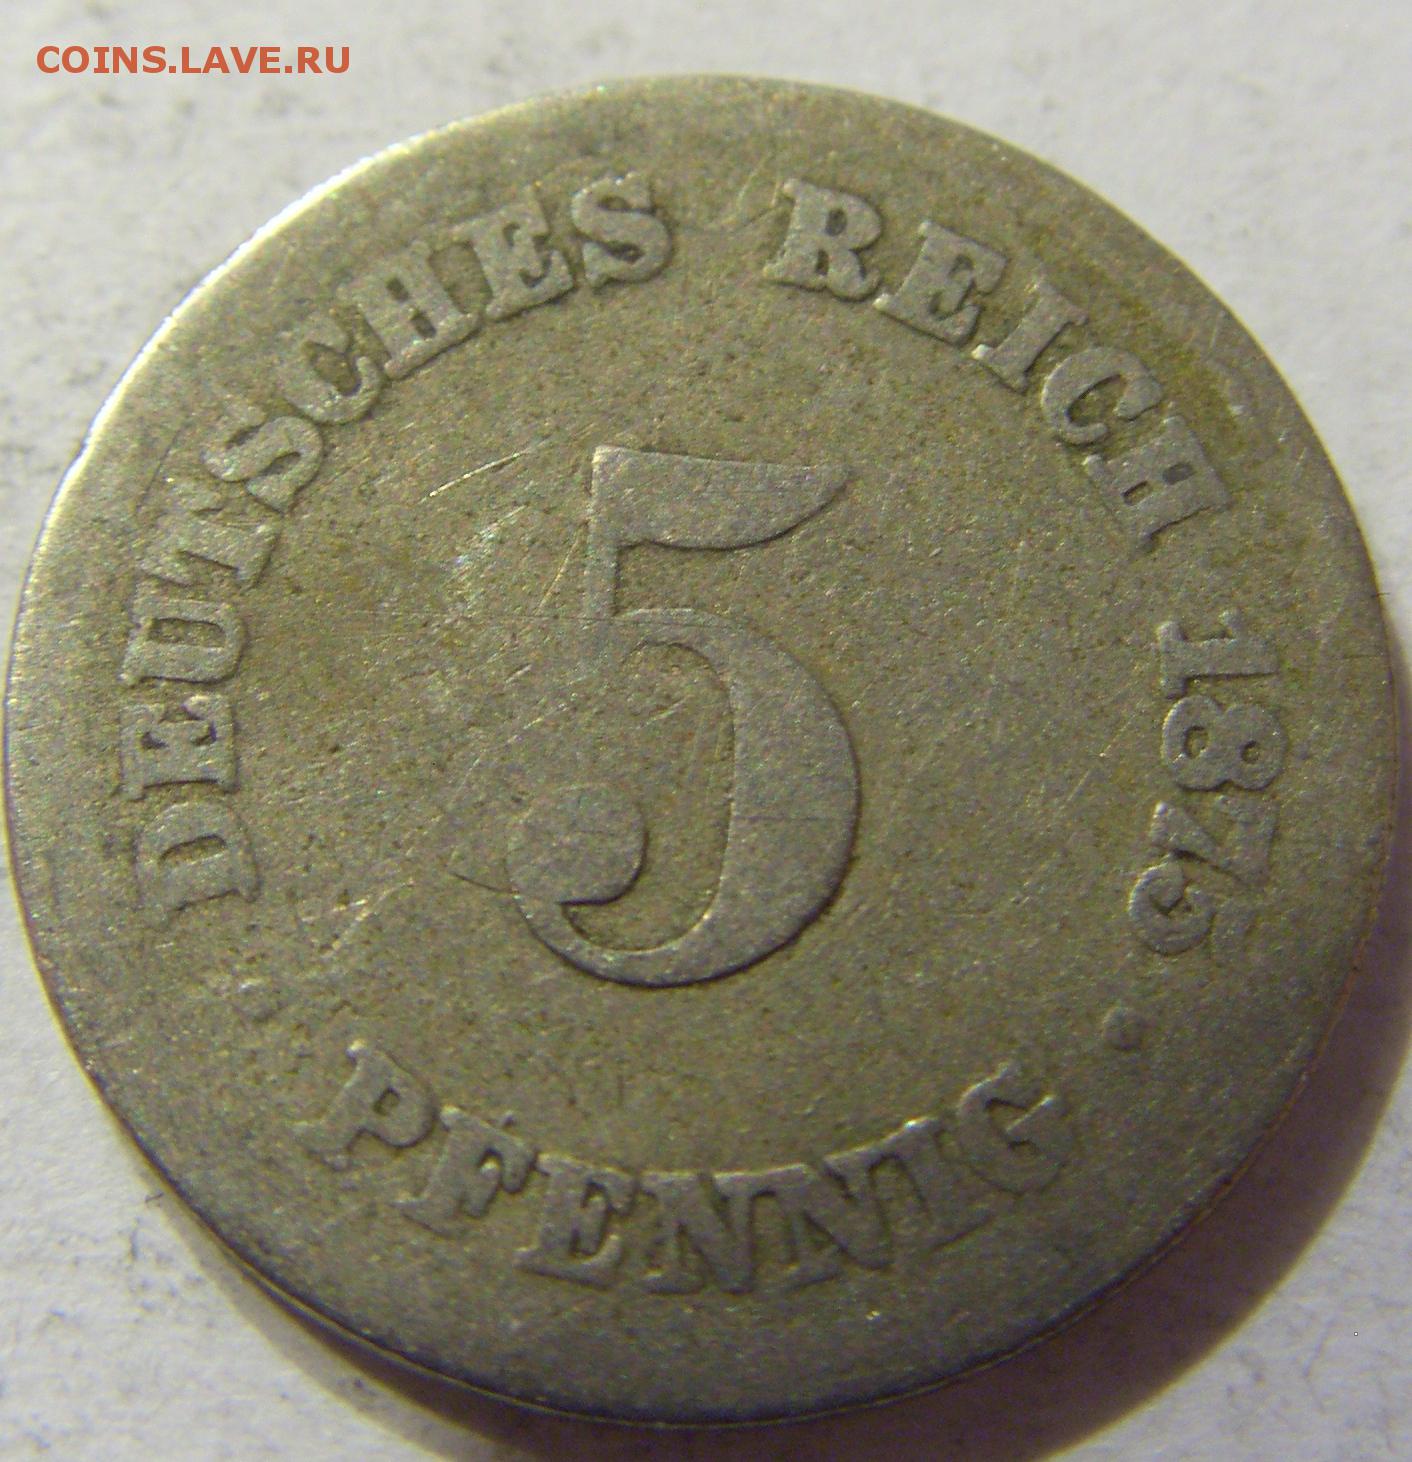 COINS.LAVE.RU
DEUTSCHES REICH 1875
5
PFENNIG